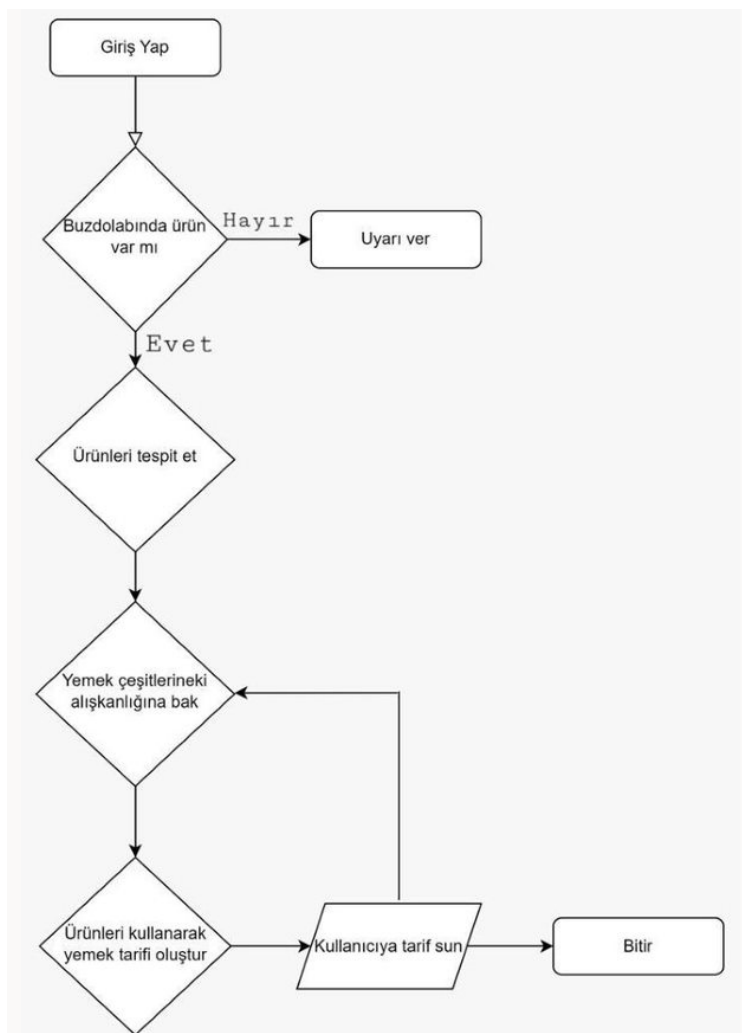 Giriş Yap
Buzdolabında ürün
var mı
Hayır
Uyarı ver
Evet
Ürünleri tespit et
Yemek çeşitlerineki
alışkanlığına bak
Ürünleri kullanarak
yemek tarifi oluştur
Kullanıcıya tarif sun
Bitir